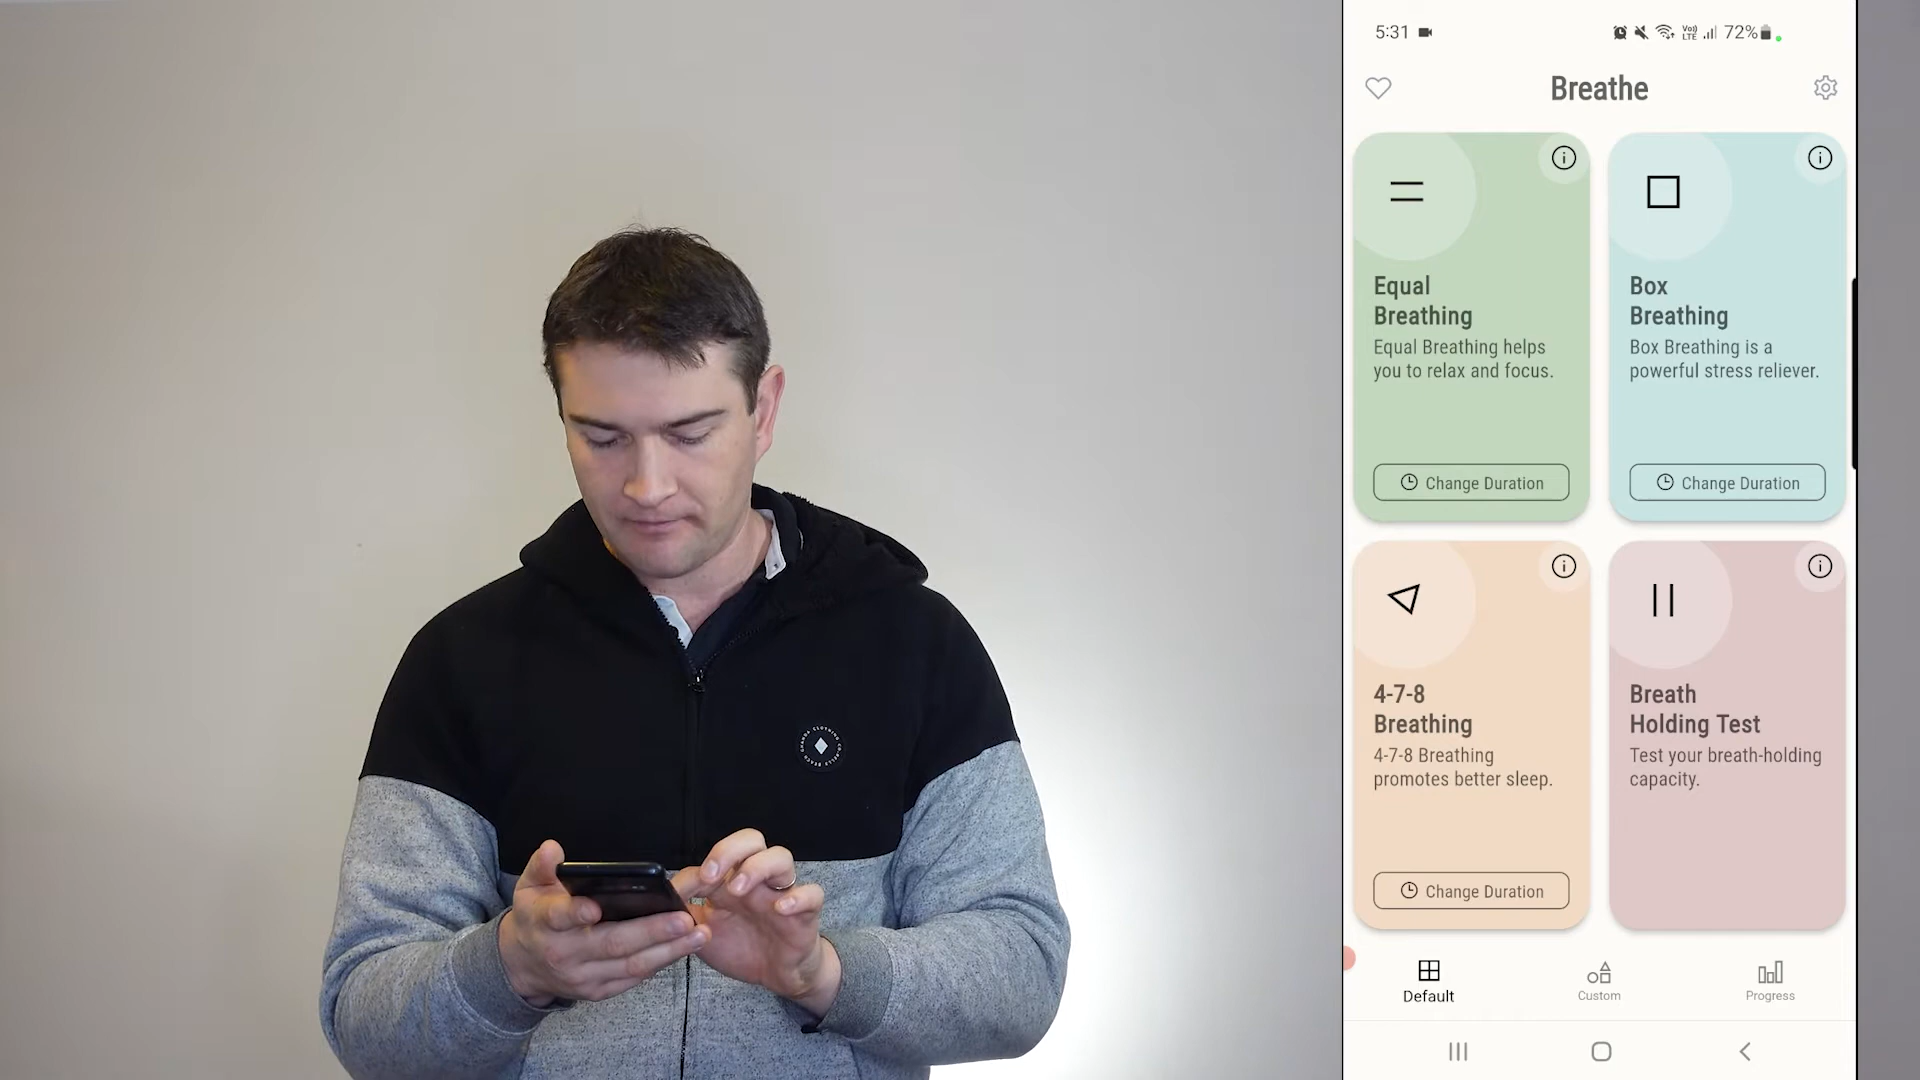 5:31
Vo))
LTE
72%
Breathe
Equal
Breathing
Equal Breathing helps
you to relax and focus.
Change Duration
Box
Breathing
Box Breathing is a
powerful stress reliever.
Change Duration
4-7-8
Breathing
4-7-8 Breathing
promotes better sleep.
Change Duration
Breath
Holding Test
Test your breath-holding
capacity.
Default
Custom
Progress